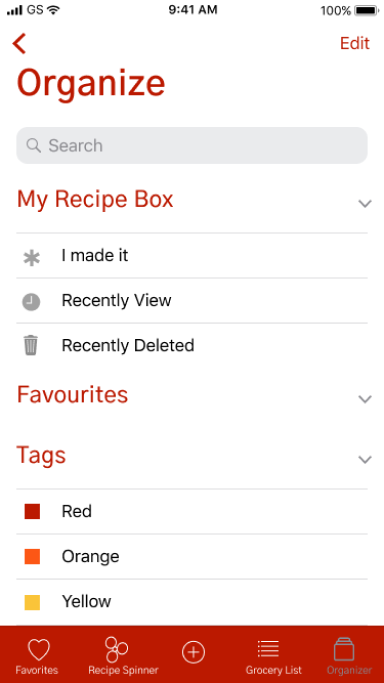 GS 9:41 AM 100%
Edit
Organize
Search
My Recipe Box
I made it
Recently View
Recently Deleted
Favourites
Tags
Red
Orange
Yellow
Favorites Recipe Spinner Grocery List Organizer